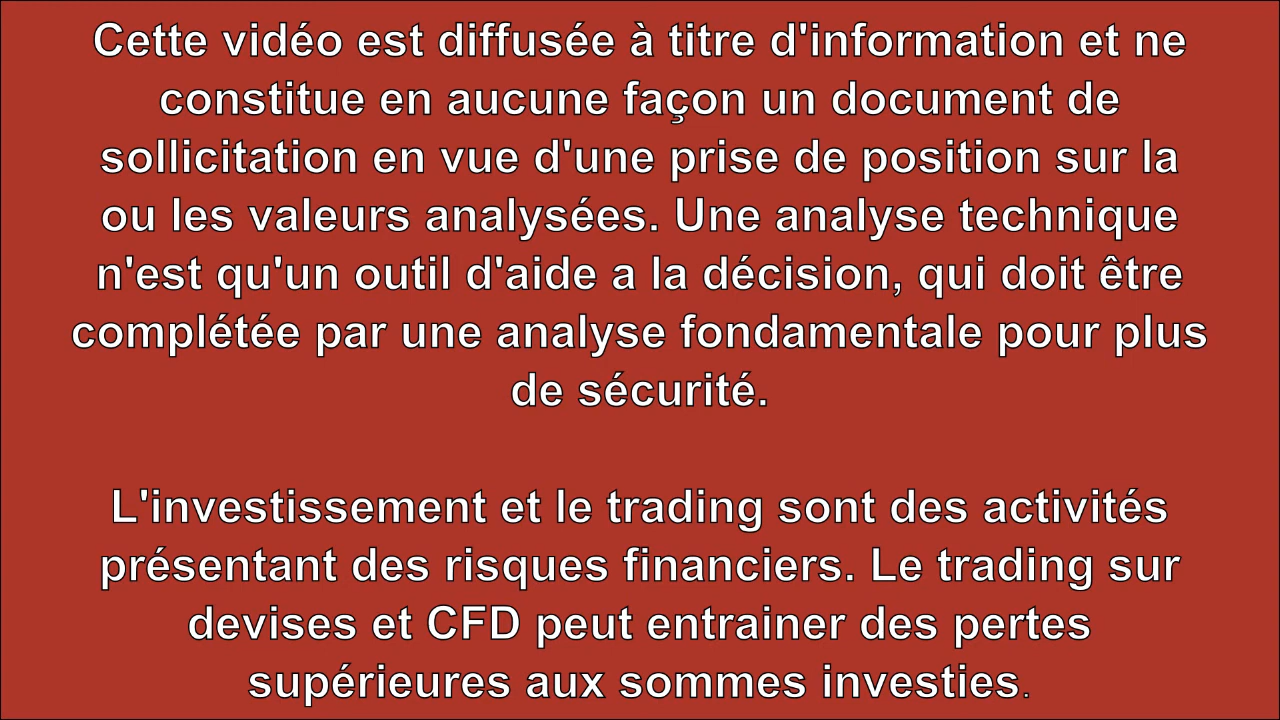 Cette vidéo est diffusée à titre d'information et ne
constitue en aucune façon un document de
sollicitation en vue d'une prise de position sur la
ou les valeurs analysées. Une analyse technique
n'est qu'un outil d'aide a la décision, qui doit être
complétée par une analyse fondamentale pour plus
de sécurité.
L'investissement et le trading sont des activités
présentant des risques financiers. Le trading sur
devises et CFD peut entrainer des pertes
supérieures aux sommes investies.